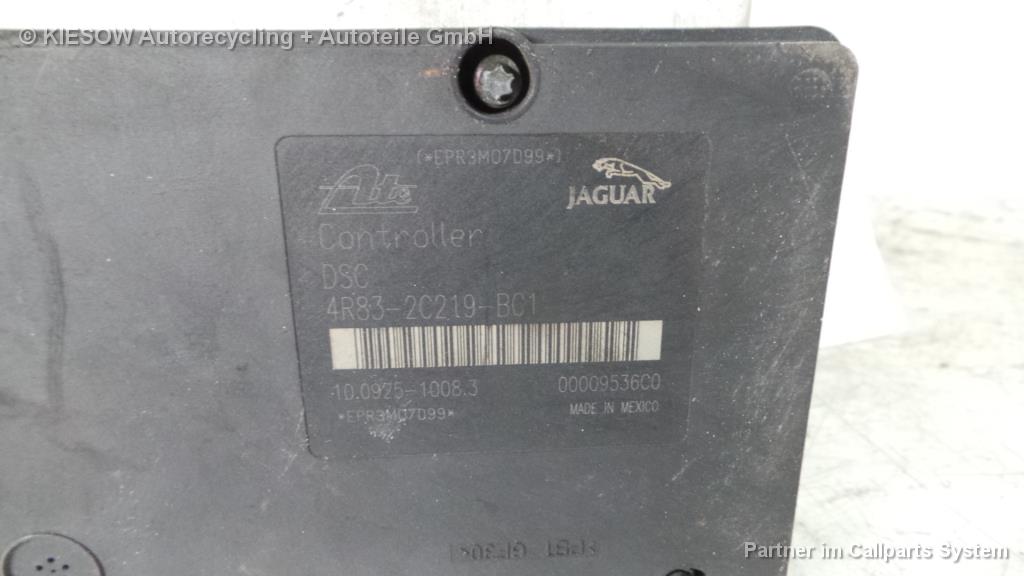 © KIESOW Autorecycling + Autoteile GmbH
(*EPR3M07D99*)
Ate
JAGUAR
Controller
DSC
4R83-2C219-BC1
10.0925-1008.3
00009536C0
*EPR3M07D99*
MADE IN MEXICO
Partner im Callparts System